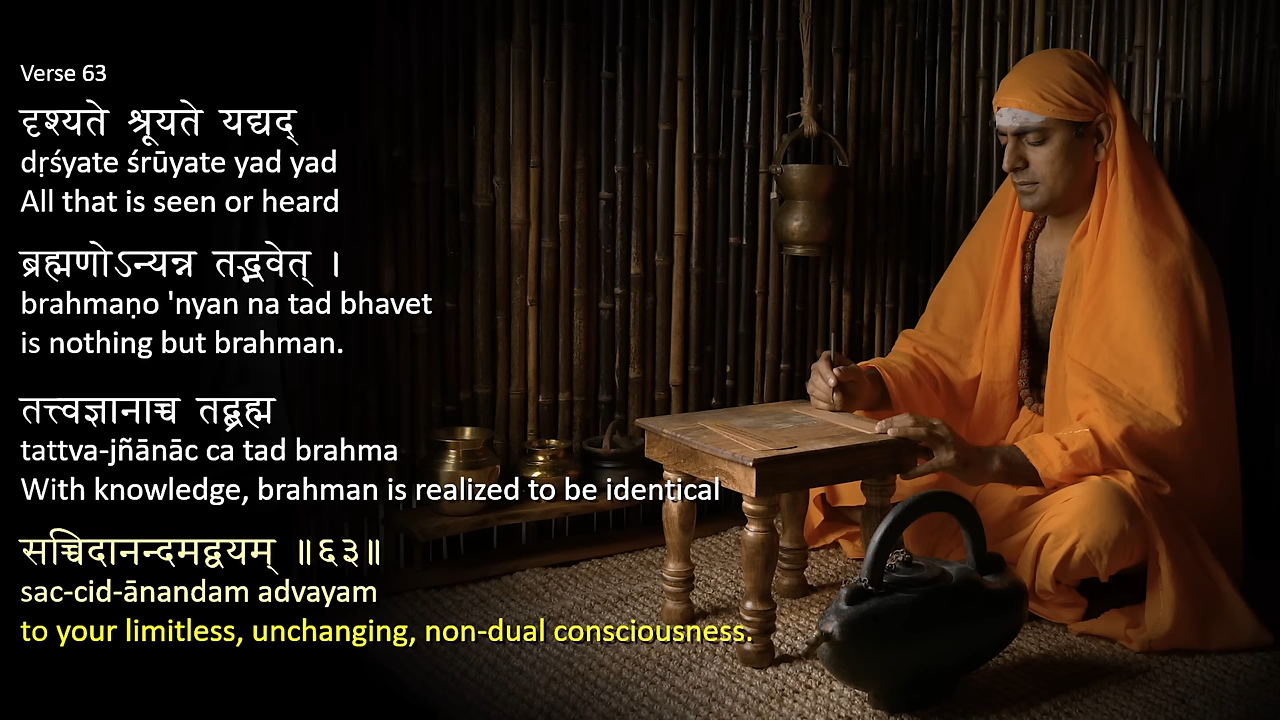 Verse 63
दृश्यते श्रूयते यद्यद्
dṛśyate śrūyate yad yad
All that is seen or heard
ब्रह्मणोऽन्यन्न तद्भवेत् ।
brahmaṇo 'nyan na tad bhavet
is nothing but brahman.
तत्त्वज्ञानाच्च तद्ब्रह्म
tattva-jñānāc ca tad brahma
With knowledge, brahman is realized to be identical
सच्चिदानन्दमद्वयम् ॥६३॥
sac-cid-ānandam advayam
to your limitless, unchanging, non-dual consciousness.